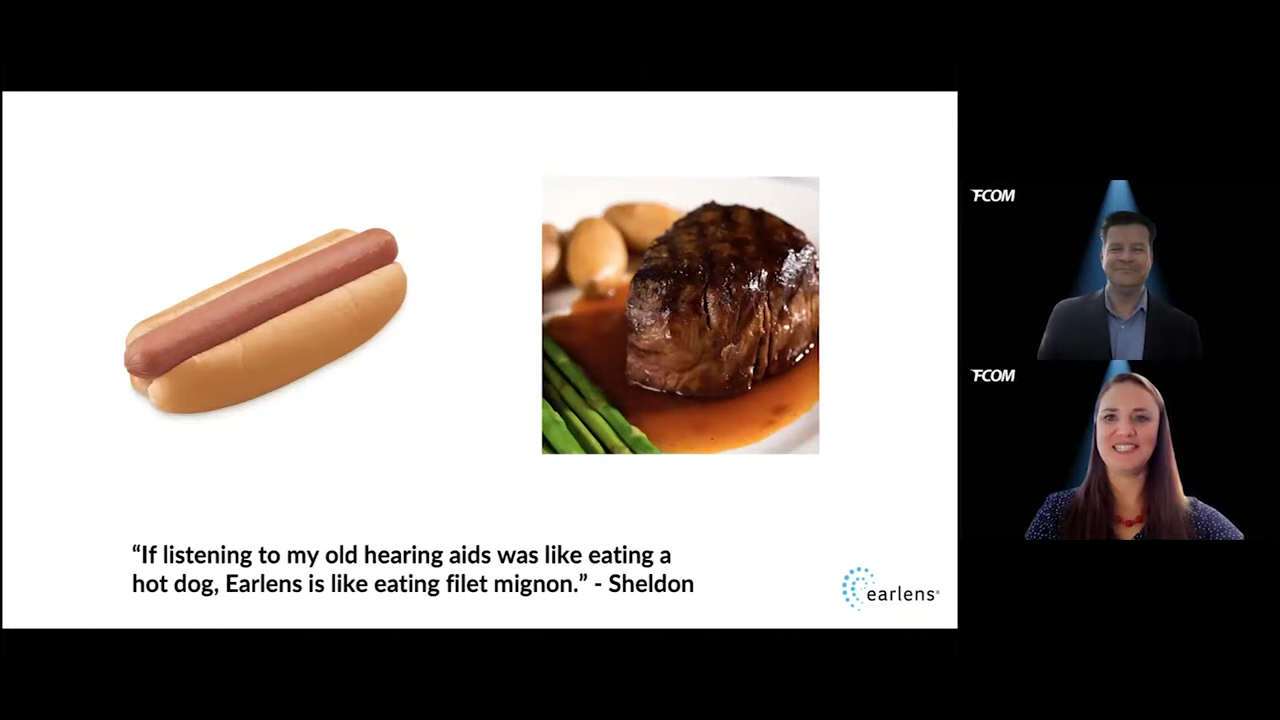 “If listening to my old hearing aids was like eating a
hot dog, Earlens is like eating filet mignon.” - Sheldon
earlens®
FCOM
FCOM